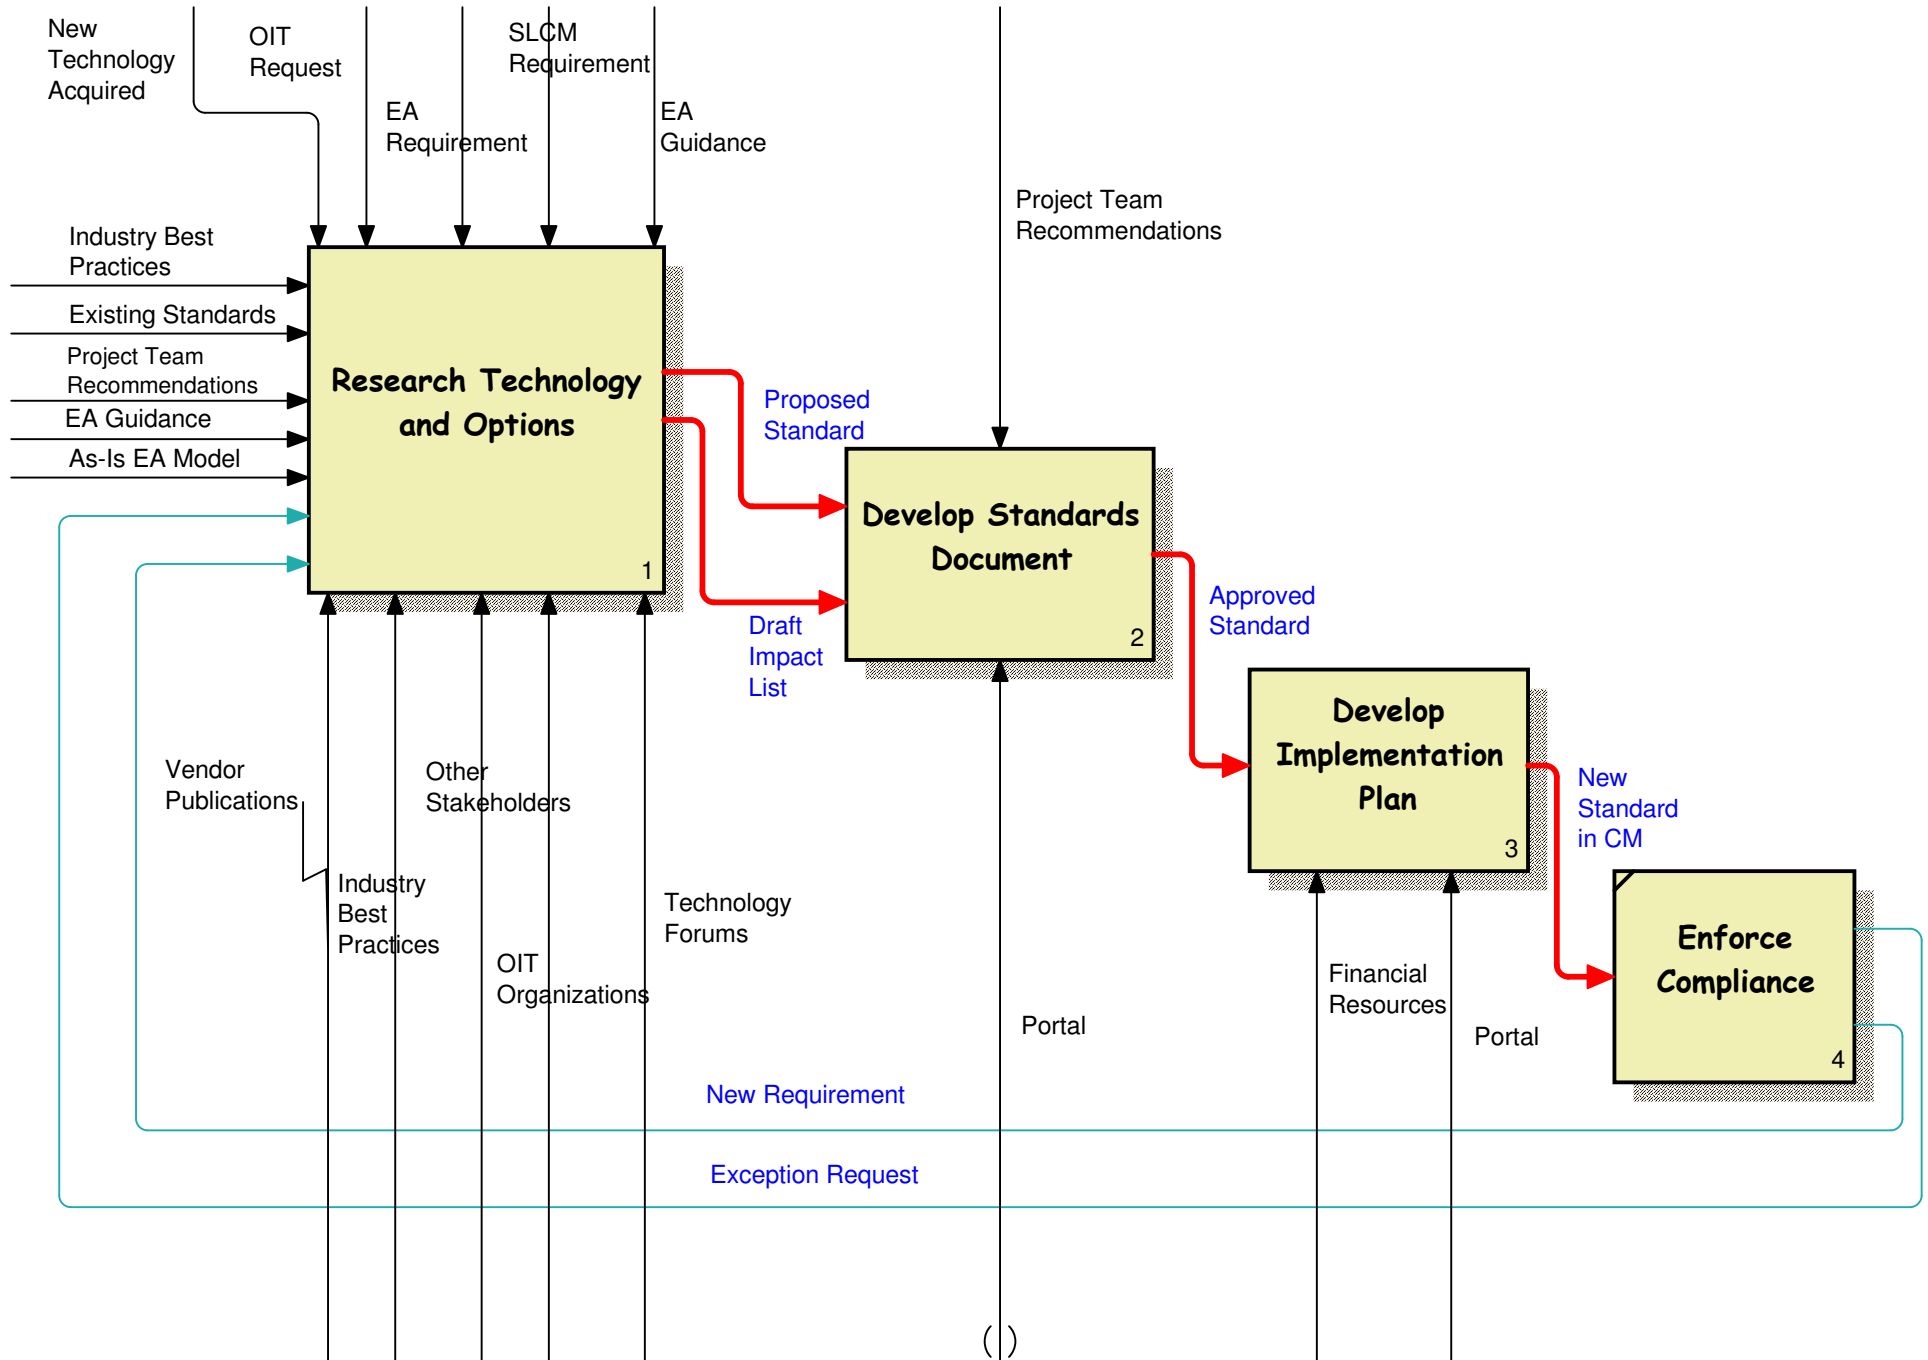 New
Technology
Acquired
OIT
Request
SLCM
Requirement
EA
Requirement
EA
Guidance
Project Team
Recommendations
Industry Best
Practices
Existing Standards
Project Team
Recommendations
EA Guidance
As-Is EA Model
Research Technology
and Options
1
Proposed
Standard
Develop Standards
Document
2
Draft
Impact
List
Approved
Standard
Develop
Implementation
Plan
3
New
Standard
in CM
Vendor
Publications
Other
Stakeholders
Industry
Best
Practices
Technology
Forums
OIT
Organizations
Financial
Resources
Portal
Portal
Enforce
Compliance
4
New Requirement
Exception Request
( )